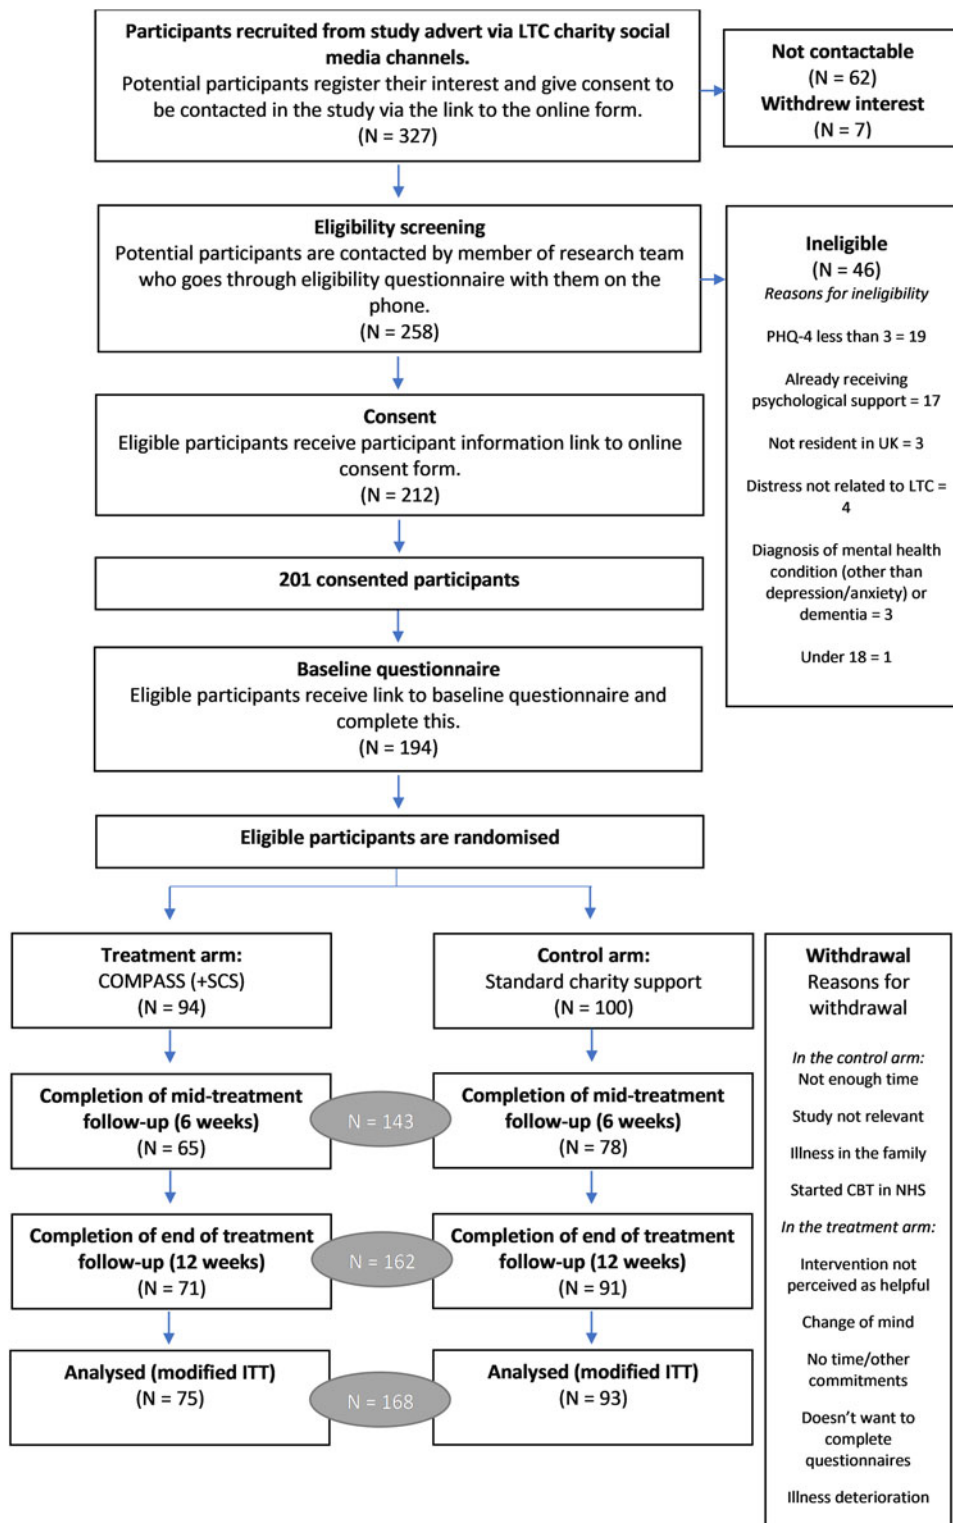 Participants recruited from study advert via LTC charity social
media channels.
Potential participants register their interest and give consent to
be contacted in the study via the link to the online form.
(N = 327)
Not contactable
(N = 62)
Withdrew interest
(N = 7)
Eligibility screening
Potential participants are contacted by member of research team
who goes through eligibility questionnaire with them on the
phone.
(N = 258)
Ineligible
(N = 46)
Reasons for ineligibility
PHQ-4 less than 3 = 19
Already receiving
psychological support = 17
Not resident in UK = 3
Distress not related to LTC =
4
Diagnosis of mental health
condition (other than
depression/anxiety) or
dementia = 3
Under 18 = 1
Consent
Eligible participants receive participant information link to online
consent form.
(N = 212)
201 consented participants
Baseline questionnaire
Eligible participants receive link to baseline questionnaire and
complete this.
(N = 194)
Eligible participants are randomised
Treatment arm:
COMPASS (+SCS)
(N = 94)
Control arm:
Standard charity support
(N = 100)
Completion of mid-treatment
follow-up (6 weeks)
(N = 65)
N = 143
Completion of mid-treatment
follow-up (6 weeks)
(N = 78)
Completion of end of treatment
follow-up (12 weeks)
(N = 71)
N = 162
Completion of end of treatment
follow-up (12 weeks)
(N = 91)
Analysed (modified ITT)
(N = 75)
N = 168
Analysed (modified ITT)
(N = 93)
Withdrawal
Reasons for
withdrawal
In the control arm:
Not enough time
Study not relevant
Illness in the family
Started CBT in NHS
In the treatment arm:
Intervention not
perceived as helpful
Change of mind
No time/other
commitments
Doesn't want to
complete
questionnaires
Illness deterioration